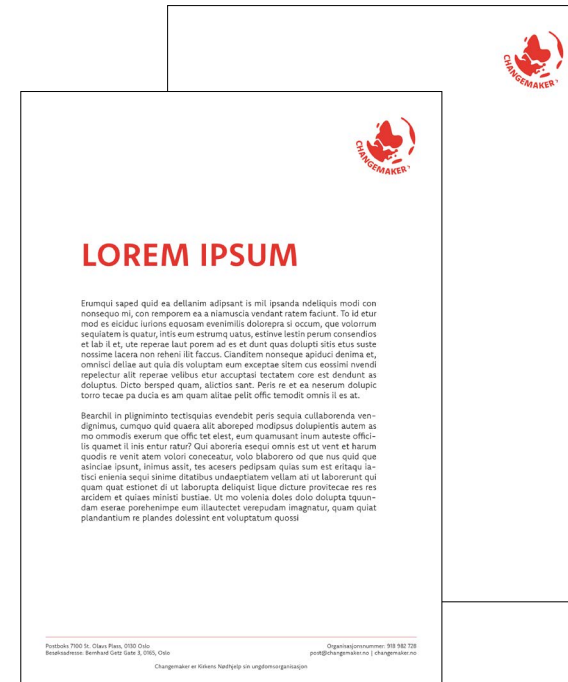 CHANGEMAKER
CHANGEMAKER
LOREM IPSUM
Erumqui saped quid ea dellanim adipsant is mil ipsanda ndeliquis modi con
nonsequo mi, con remporem ea a niamuscia vendant ratem faciunt. To id etur
mod es eiciduc iurions equosam evenimilis dolorepra si occum, que volorrum
sequiatem is quatur, intis eum estrumq uatus, estinve lestin perum consendios
et lab il et, ute reperae laut porem ad es et dunt quas dolupti sitis etus suste
nossime lacera non reheni ilit faccus. Cianditem nonseque apiduci denima et,
omnisci deliae aut quia dis voluptam eum exceptae sitem cus eossimi nvendi
repelectur alit reperae velibus etur accuptasi tectatem core est dendunt as
doluptus. Dicto bersped quam, alictios sant. Peris re et ea neserum dolupic
torro tecae pa ducia es am quam alitae pelit offic temodit omnis il es at.
Bearchil in pligniminto tectisquias evendebit peris sequia cullaborenda ven-
dignimus, cumquo quid quaera alit aboreped modipsus dolupientis autem as
mo ommodis exerum que offic tet elest, eum quamusant inum auteste offici-
lis quamet il inis entur ratur? Qui aboreria esequi omnis est ut vent et harum
quodis re venit atem volori coneceatur, volo blaborero od que nus quid que
asinciae ipsunt, inimus assit, tes acesers pedipsam quias sum est eritaqu ia-
tisci enienia sequi sinime ditatibus undaeptiatem vellam ati ut laborerunt qui
quam quat estionet di ut laborupta deliquist lique dicture provitecae res res
arcidem et quiaes ministi bustiae. Ut mo volenia doles dolo dolupta tquun-
dam eserae porehenimpe eum illautectet verepudam imagnatur, quam quiat
plandantium re plandes dolessint ent voluptatum quossi
Postboks 7100 St. Olavs Plass, 0130 Oslo
Besøksadresse: Bernhard Getz Gate 3, 0165, Oslo
Organisasjonsnummer: 918 982 728
post@changemaker.no | changemaker.no
Changemaker er Kirkens Nødhjelp sin ungdomsorganisasjon